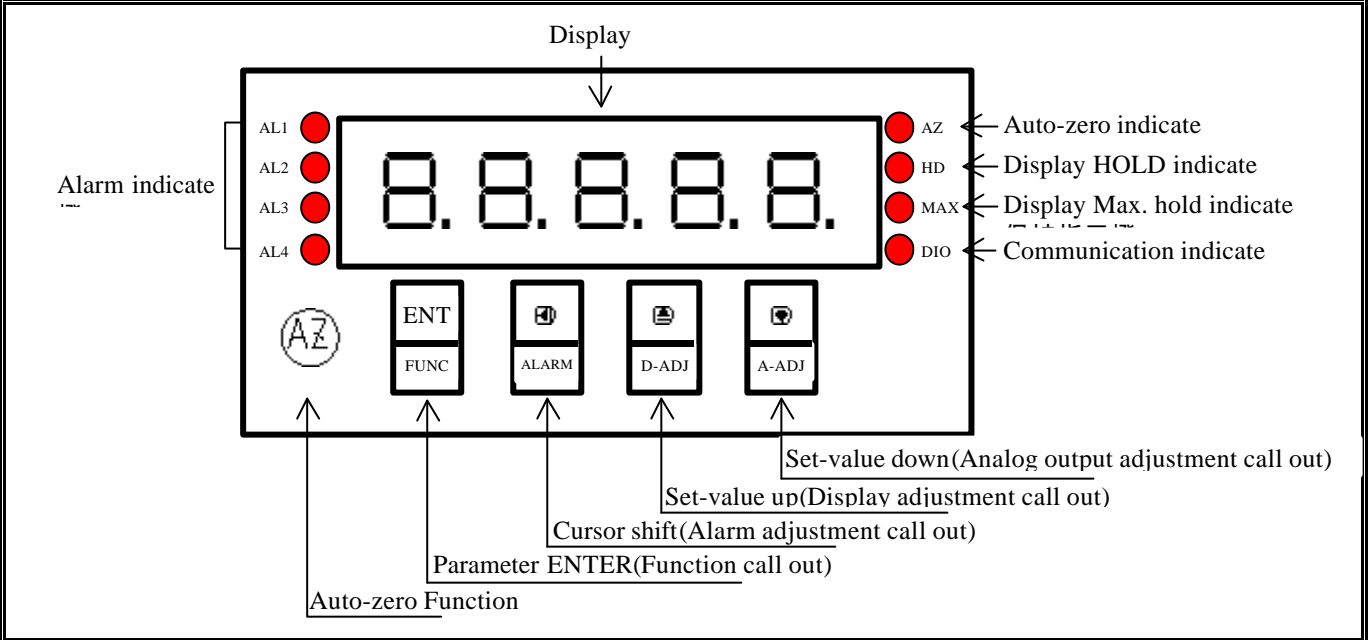 Display
AL1
AL2
AL3
AL4
Alarm indicate
8.8.8.8.8.
AZ
HD
MAX
DIO
Auto-zero indicate
Display HOLD indicate
Display Max. hold indicate
Communication indicate
AZ
ENT
FUNC
ALARM
D-ADJ
A-ADJ
Set-value down(Analog output adjustment call out)
Set-value up(Display adjustment call out)
Cursor shift(Alarm adjustment call out)
Parameter ENTER(Function call out)
Auto-zero Function